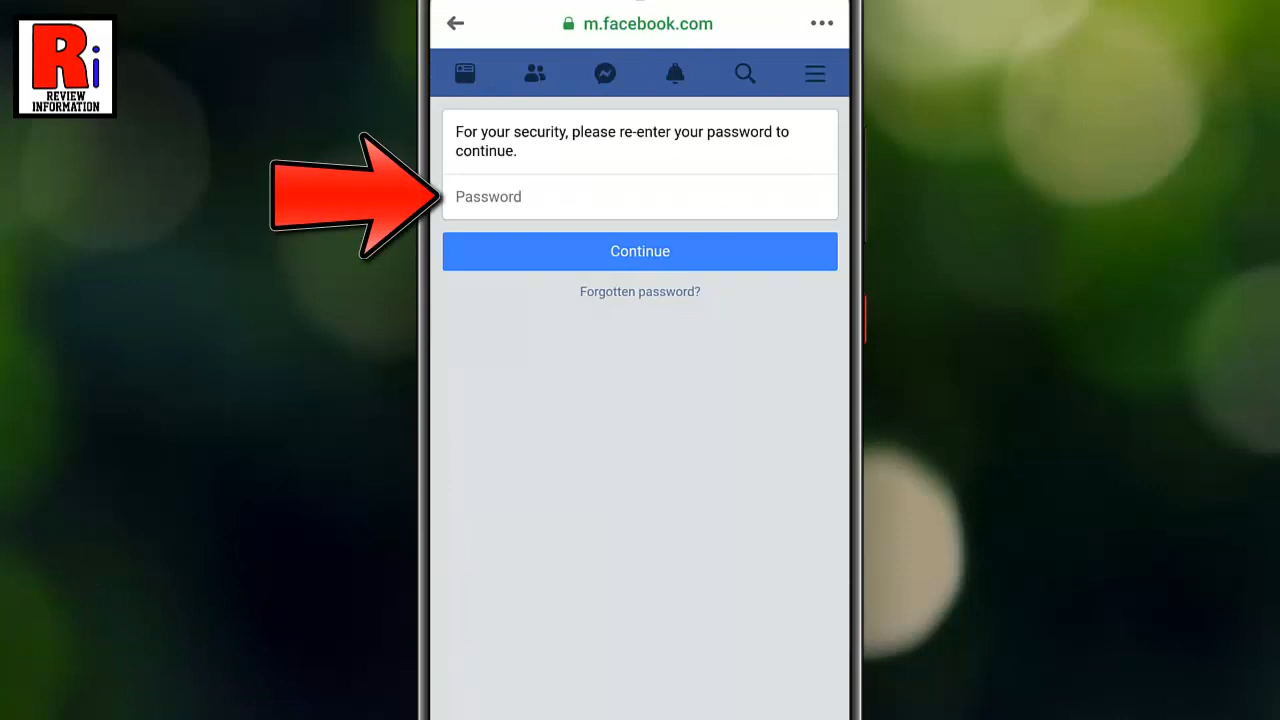 Ri
REVIEW
INFORMATION
m.facebook.com
For your security, please re-enter your password to
continue.
Password
Continue
Forgotten password?